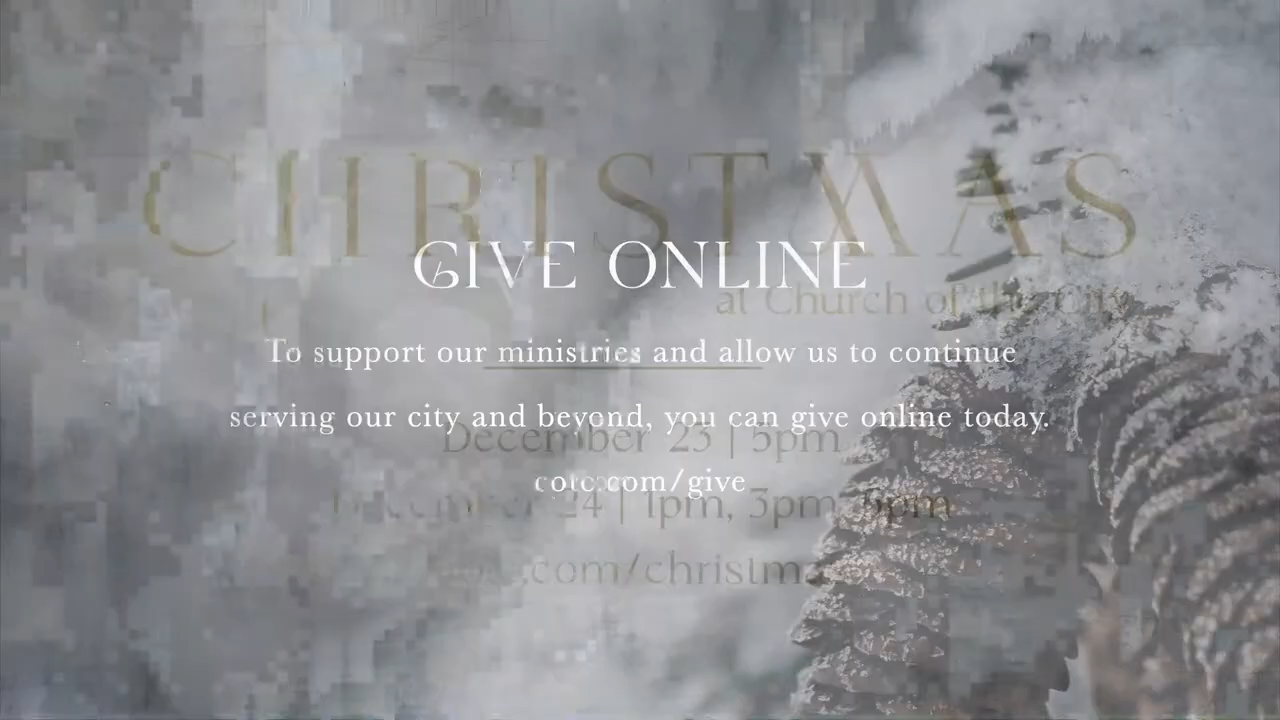 CHRISTMAS
GIVE ONLINE
at Church of the City
To support our ministries and allow us to continue
serving our city and beyond, you can give online today.
December 23 | 5pm
cotc.com/give
December 24 | 1pm, 3pm, 5pm
.com/christmas